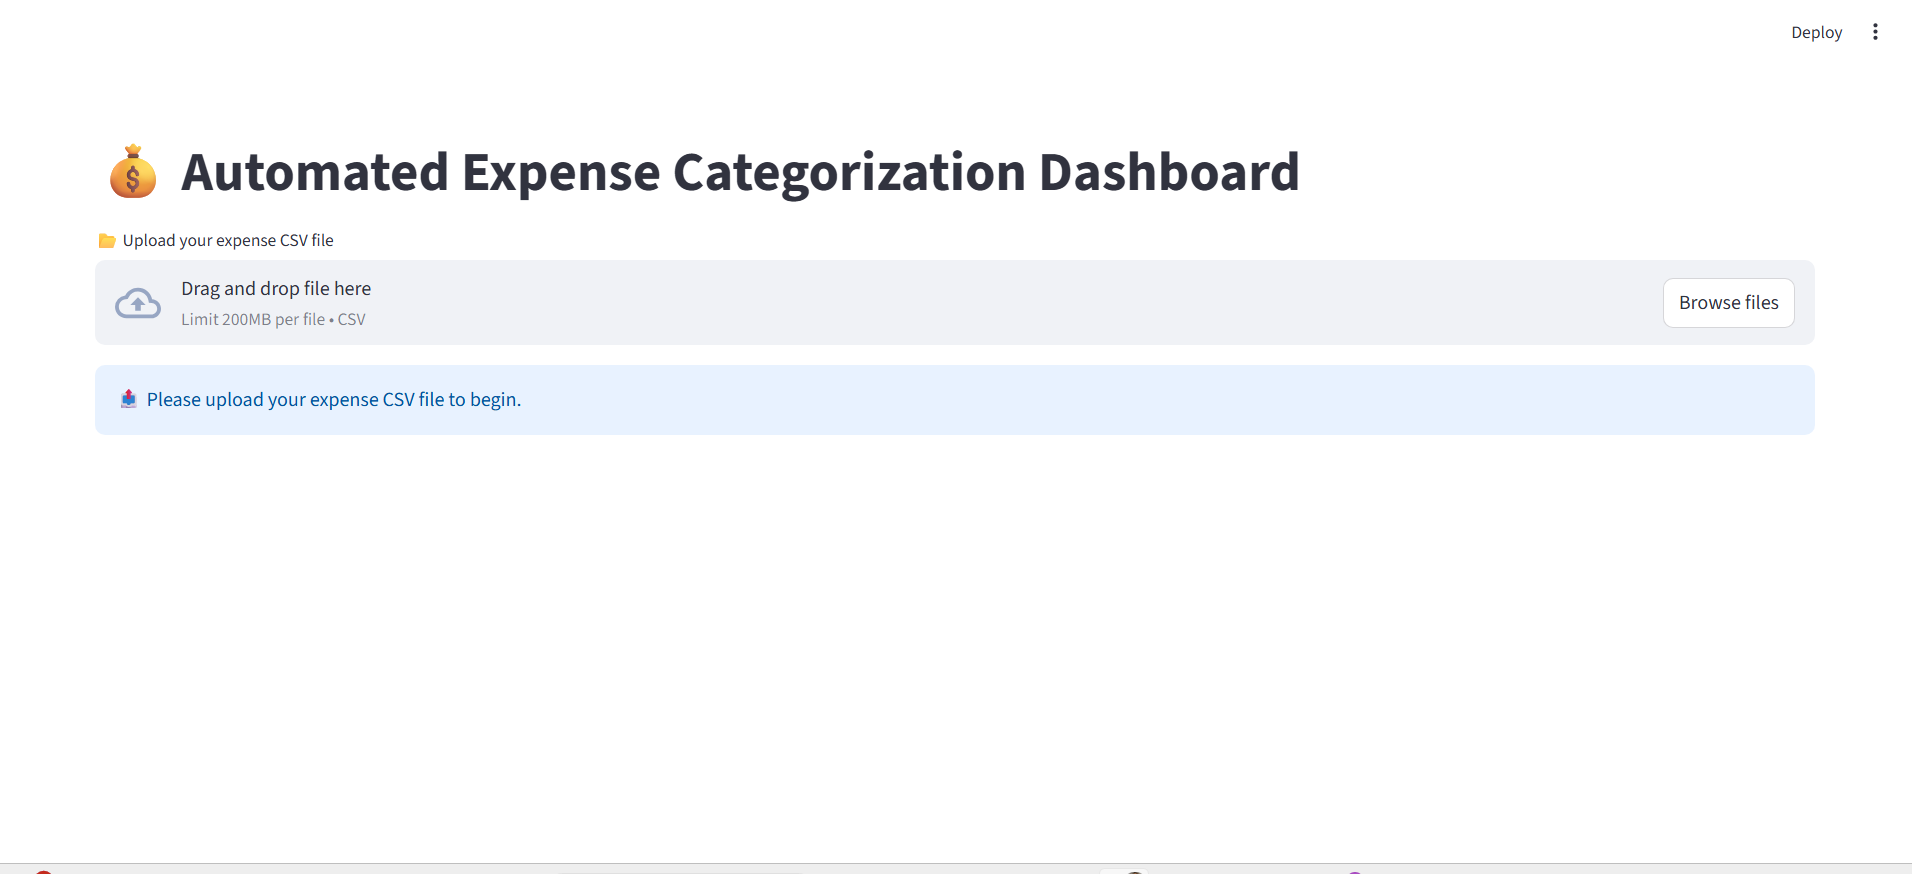 Deploy
Automated Expense Categorization Dashboard
Upload your expense CSV file
Drag and drop file here
Limit 200MB per file • CSV
Browse files
Please upload your expense CSV file to begin.